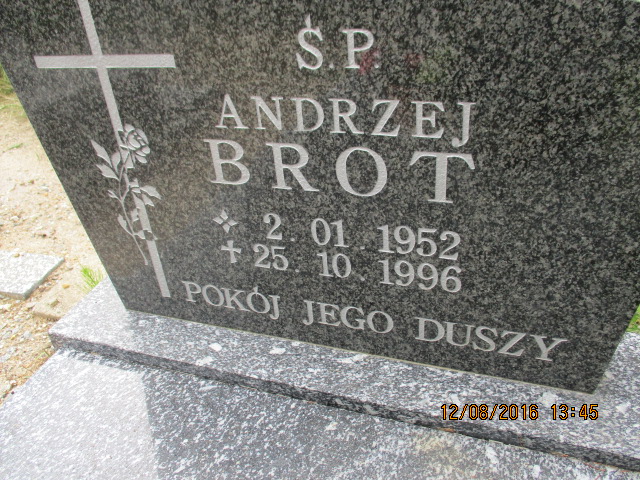 Ś.P.
ANDRZEJ
BROT
2.01.1952
25.10.1996
POKÓJ JEGO DUSZY
12/08/2016 13:45